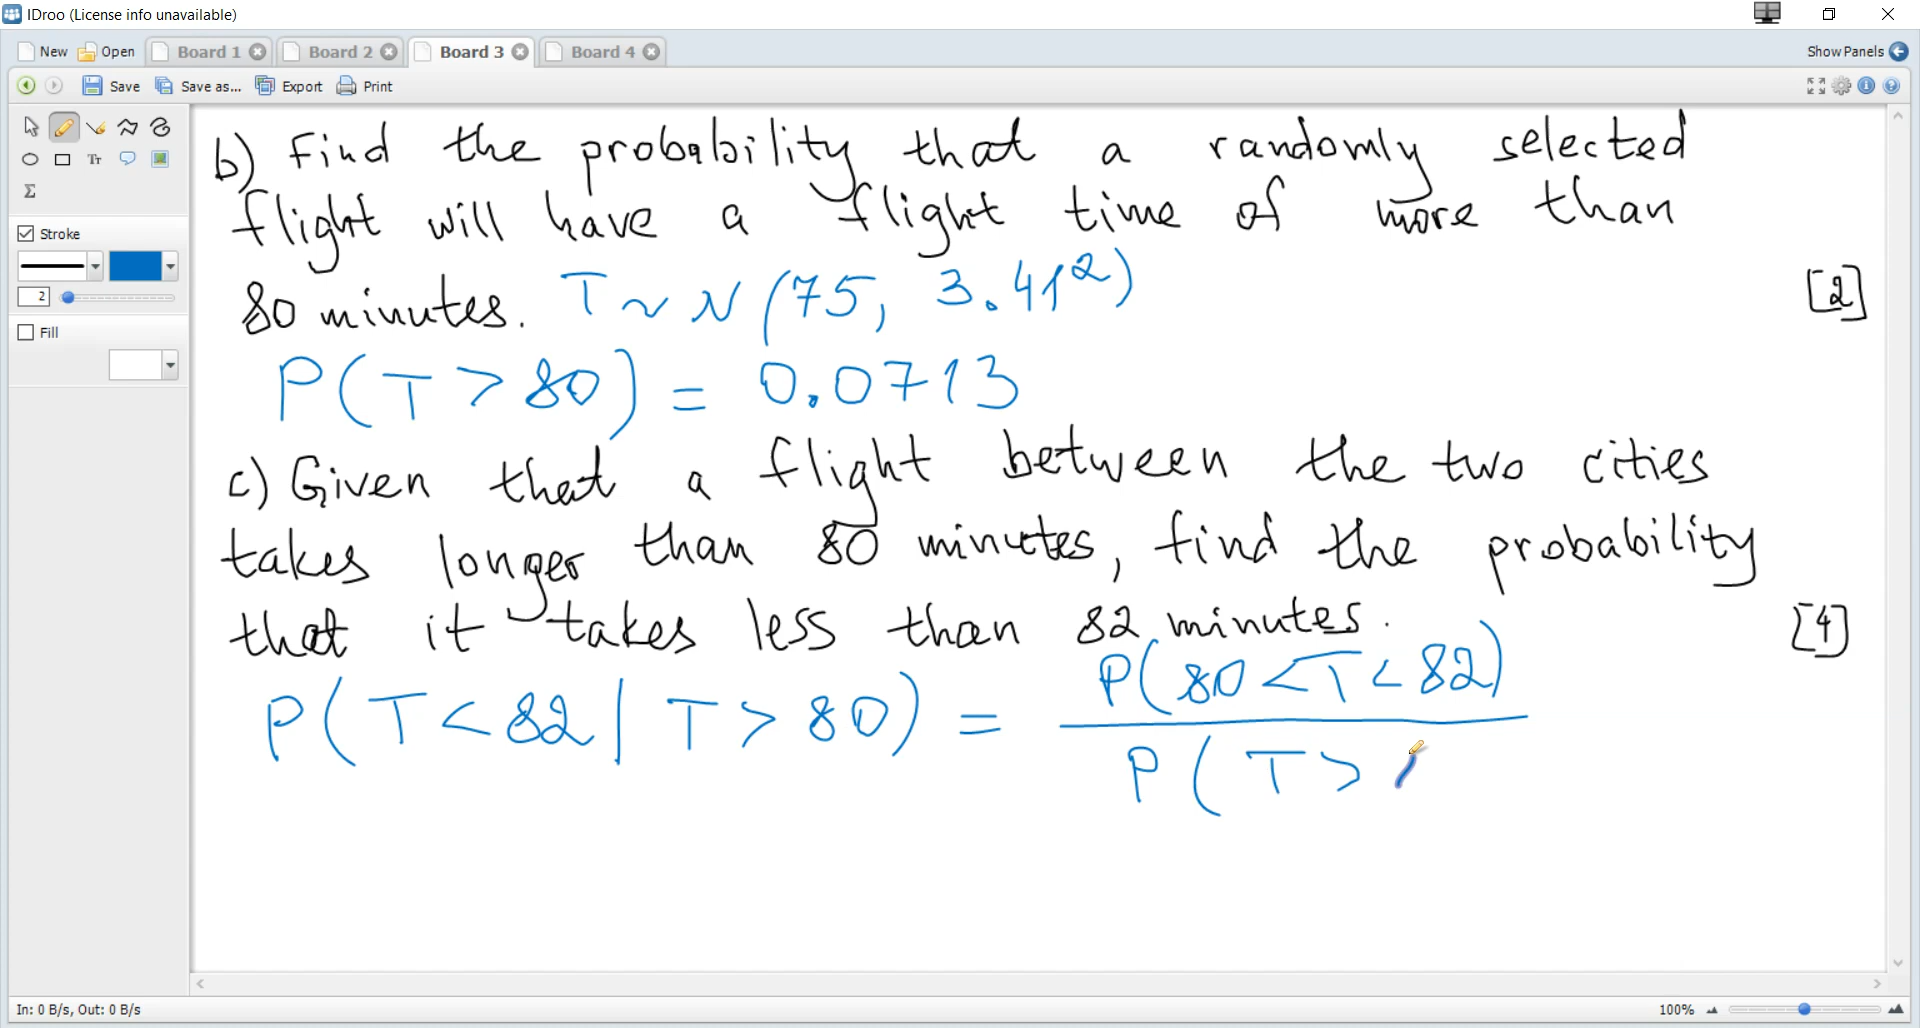 IDroo (License info unavailable)
New Open Board 1 Board 2 Board 3 Board 4 Show Panels
Save Save as... Export Print
b) Find the probability that a randomly selected
flight will have a flight time of more than
80 minutes. T ~ N (75, 3.41²) [2]
P(T > 80) = 0.0713
c) Given that a flight between the two cities
takes longer than 80 minutes, find the probability
that it takes less than 82 minutes. [4]
P(80 < T < 82)
P(T < 82 | T > 80) =
P(T >
Tт
Σ
Stroke
2
Fill
In: 0 B/s, Out: 0 B/s 100%